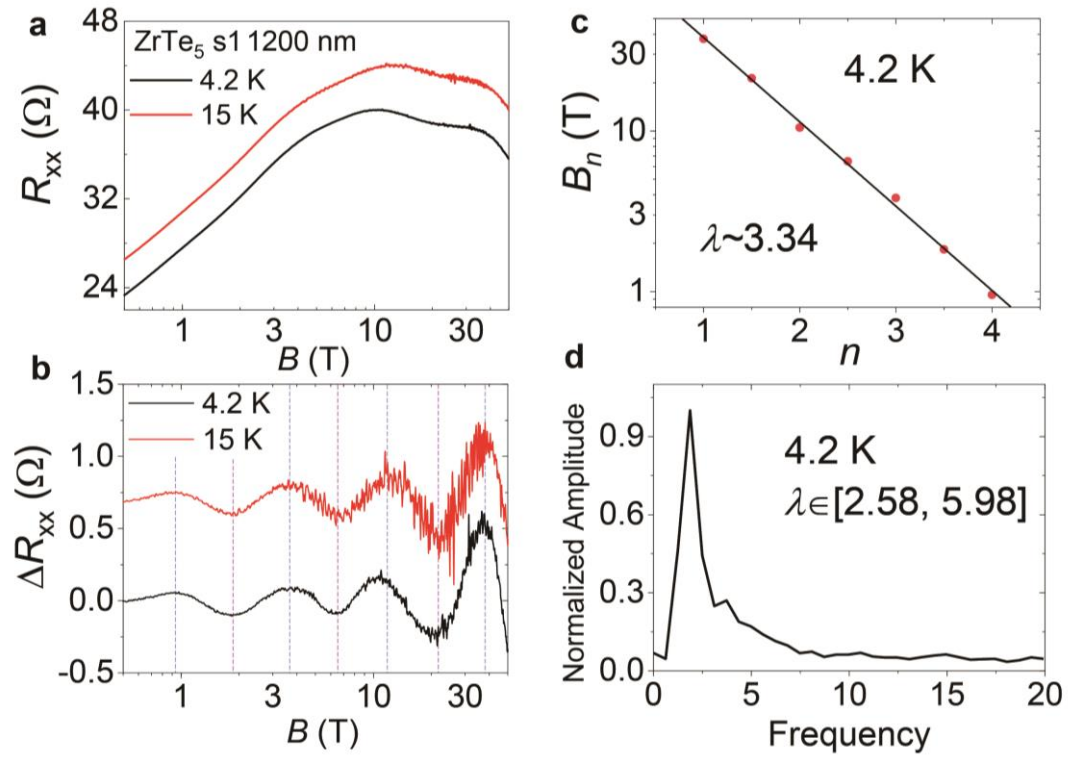 a
48
40
32
24
R_xx (Ω)
ZrTe₅ s1 1200 nm
4.2 K
15 K
1
3
10
30
B (T)
b
1.5
1.0
0.5
0.0
-0.5
ΔR_xx (Ω)
4.2 K
15 K
1
3
10
30
B (T)
c
30
10
3
1
B_n (T)
4.2 K
λ~3.34
1
2
3
4
n
d
0.9
0.6
0.3
0.0
Normalized Amplitude
4.2 K
λ∈[2.58, 5.98]
0
5
10
15
20
Frequency